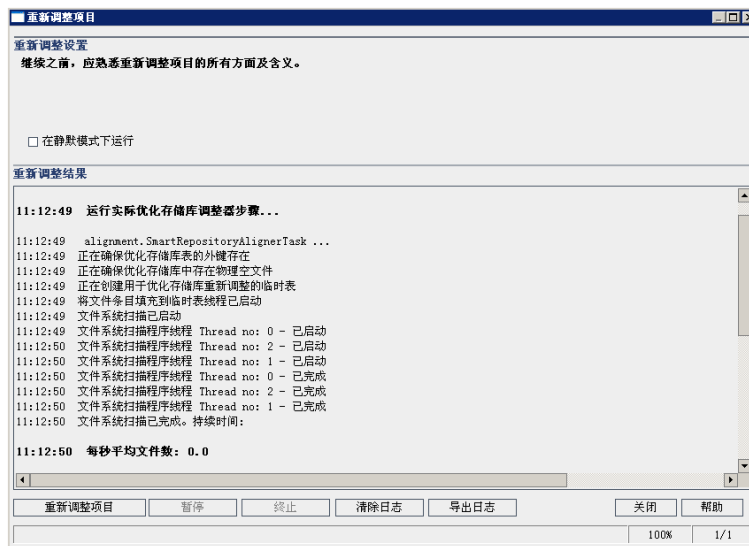 重新调整项目
重新调整设置
继续之前，应熟悉重新调整项目的所有方面及含义。
在静默模式下运行
重新调整结果
11:12:49 运行实际优化存储库调整器步骤...
11:12:49 alignment.SmartRepositoryAlignerTask ...
11:12:49 正在确保优化存储库表的外键存在
11:12:49 正在确保优化存储库中存在物理空文件
11:12:49 正在创建用于优化存储库重新调整的临时表
11:12:49 将文件条目填充到临时表线程已启动
11:12:49 文件系统扫描已启动
11:12:49 文件系统扫描程序线程 Thread no: 0 - 已启动
11:12:50 文件系统扫描程序线程 Thread no: 2 - 已启动
11:12:50 文件系统扫描程序线程 Thread no: 1 - 已启动
11:12:50 文件系统扫描程序线程 Thread no: 0 - 已完成
11:12:50 文件系统扫描程序线程 Thread no: 2 - 已完成
11:12:50 文件系统扫描程序线程 Thread no: 1 - 已完成
11:12:50 文件系统扫描已完成。持续时间:
11:12:50 每秒平均文件数: 0.0
重新调整项目 暂停 终止 清除日志 导出日志 关闭 帮助
100% 1/1